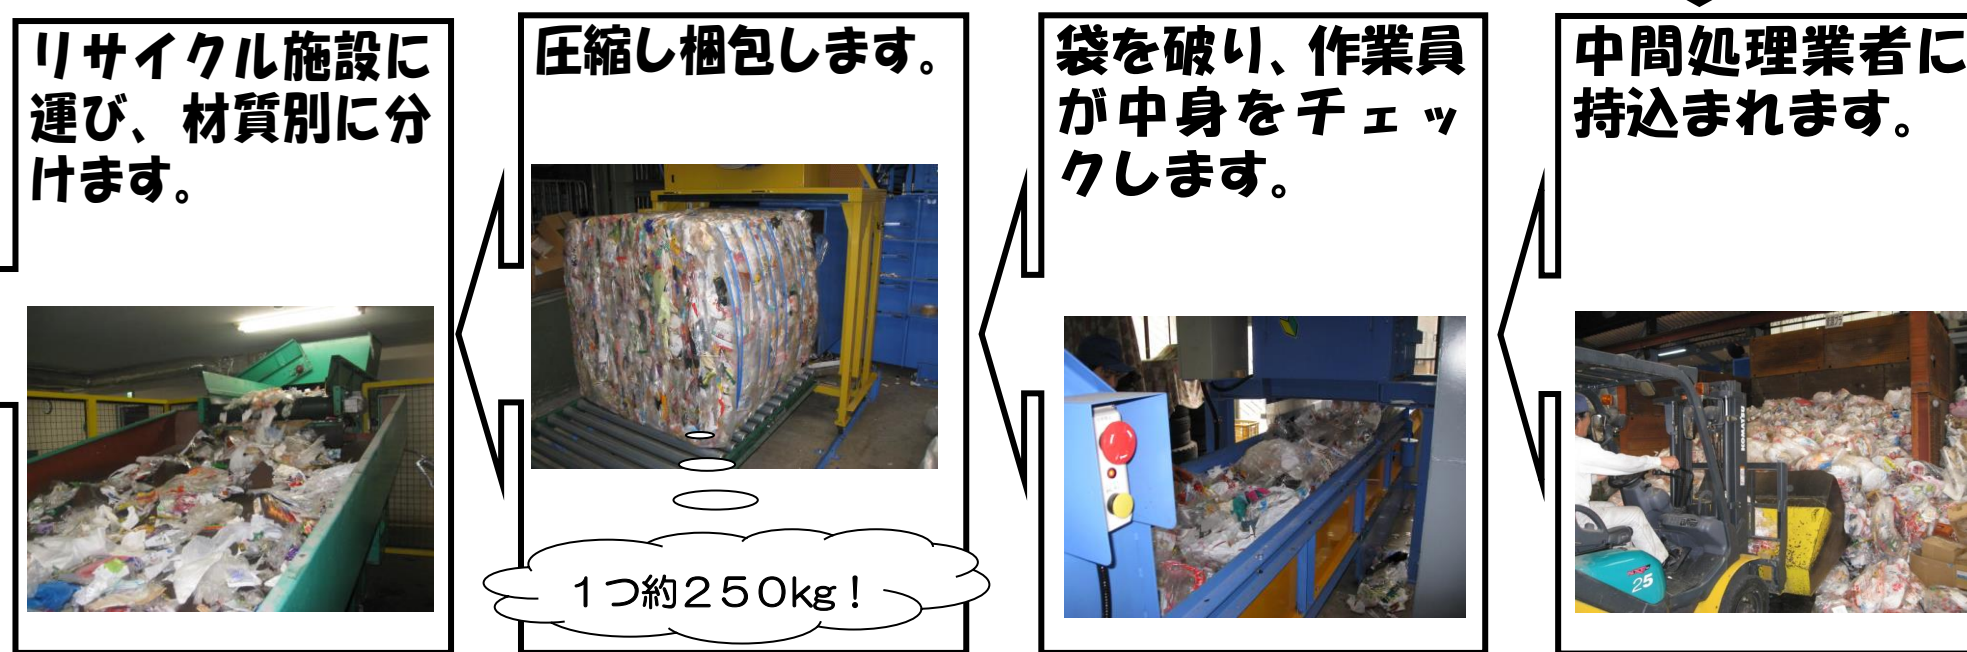 中間処理業者に
持込まれます。
袋を破り、作業員
が中身をチェッ
クします。
圧縮し梱包します。
1つ約250kg！
リサイクル施設に
運び、材質別に分
けます。
KOMATSU
25